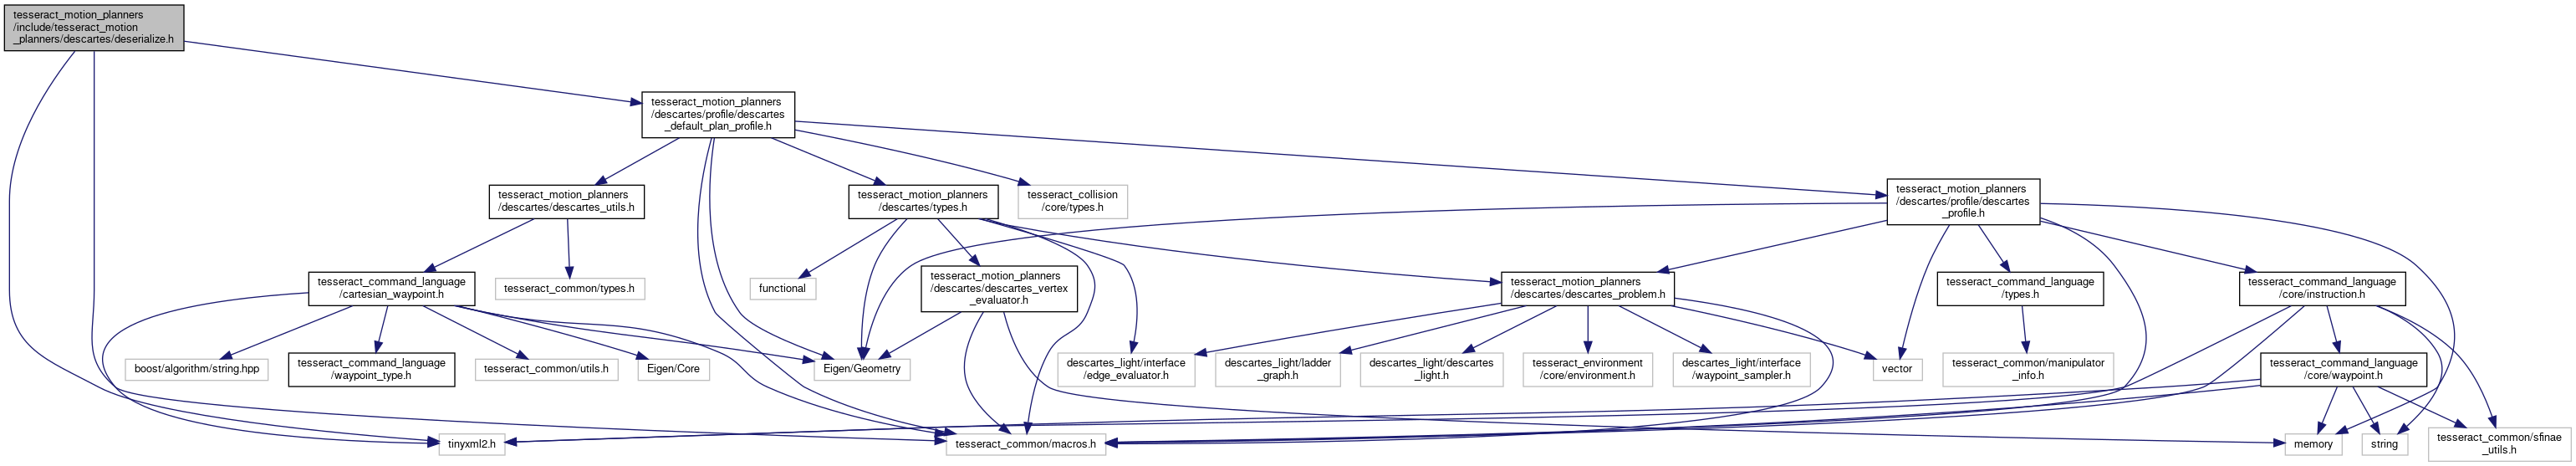 tesseract_motion_planners
/include/tesseract_motion
_planners/descartes/deserialize.h
tesseract_motion_planners
/descartes/profile/descartes
_default_plan_profile.h
tesseract_motion_planners
/descartes/descartes_utils.h
tesseract_motion_planners
/descartes/types.h
tesseract_collision
/core/types.h
tesseract_motion_planners
/descartes/profile/descartes
_profile.h
tesseract_command_language
/cartesian_waypoint.h
tesseract_common/types.h
functional
tesseract_motion_planners
/descartes/descartes_vertex
_evaluator.h
tesseract_motion_planners
/descartes/descartes_problem.h
tesseract_command_language
/types.h
tesseract_command_language
/core/instruction.h
boost/algorithm/string.hpp
tesseract_command_language
/waypoint_type.h
tesseract_common/utils.h
Eigen/Core
Eigen/Geometry
descartes_light/interface
/edge_evaluator.h
descartes_light/ladder
_graph.h
descartes_light/descartes
_light.h
tesseract_environment
/core/environment.h
descartes_light/interface
/waypoint_sampler.h
vector
tesseract_common/manipulator
_info.h
tesseract_command_language
/core/waypoint.h
tinyxml2.h
tesseract_common/macros.h
memory
string
tesseract_common/sfinae
_utils.h